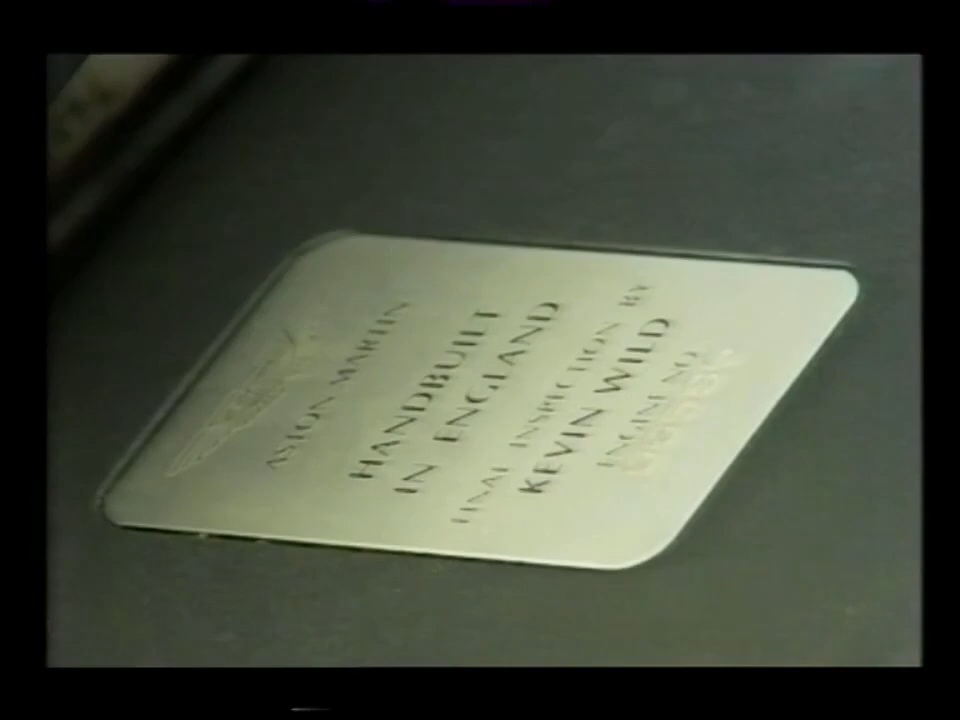 ASTON MARTIN
HANDBUILT
IN ENGLAND
FINAL INSPECTION BY
KEVIN WILD
ENGINE NO.